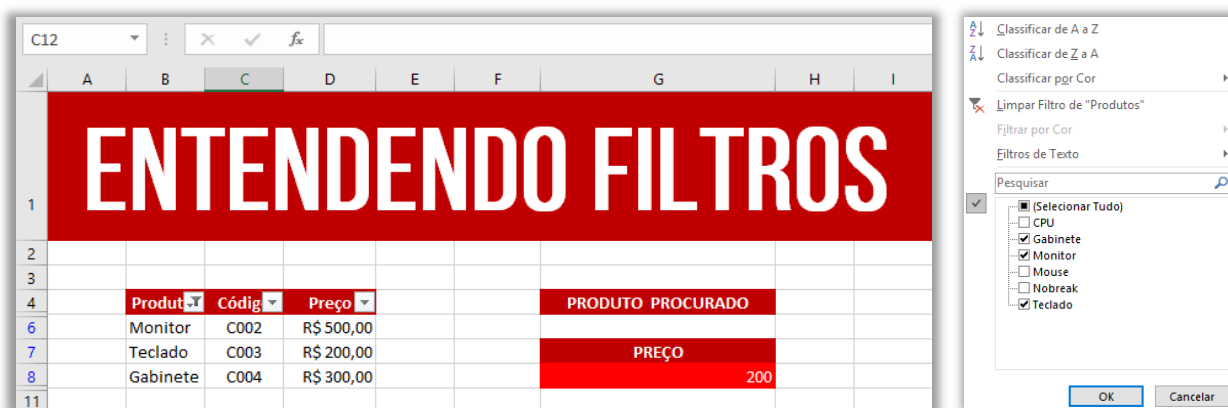 C12 fx
A B C D E F G H I
1 ENTENDENDO FILTROS
2
3
4 Produt Códig Preço PRODUTO PROCURADO
6 Monitor C002 R$ 500,00
7 Teclado C003 R$ 200,00 PREÇO
8 Gabinete C004 R$ 300,00 200
11
Classificar de A a Z
Classificar de Z a A
Classificar por Cor
Limpar Filtro de "Produtos"
Filtrar por Cor
Filtros de Texto
Pesquisar
(Selecionar Tudo)
CPU
Gabinete
Monitor
Mouse
Nobreak
Teclado
OK Cancelar